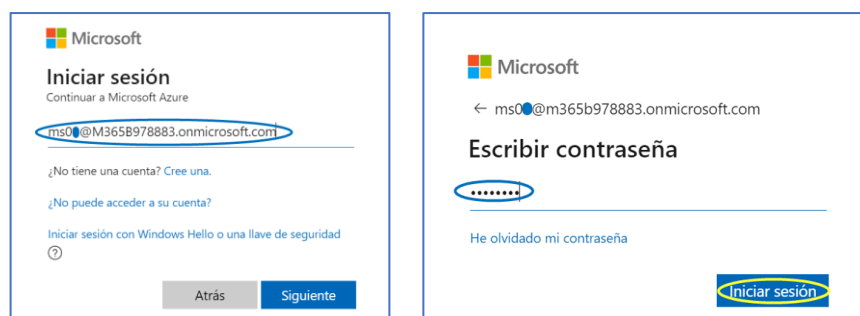 Microsoft
Iniciar sesión
Continuar a Microsoft Azure
ms0@M365B978883.onmicrosoft.com
¿No tiene una cuenta? Cree una.
¿No puede acceder a su cuenta?
Iniciar sesión con Windows Hello o una llave de seguridad
?
Atrás
Siguiente
Microsoft
← ms0@m365b978883.onmicrosoft.com
Escribir contraseña
••••••••
He olvidado mi contraseña
Iniciar sesión